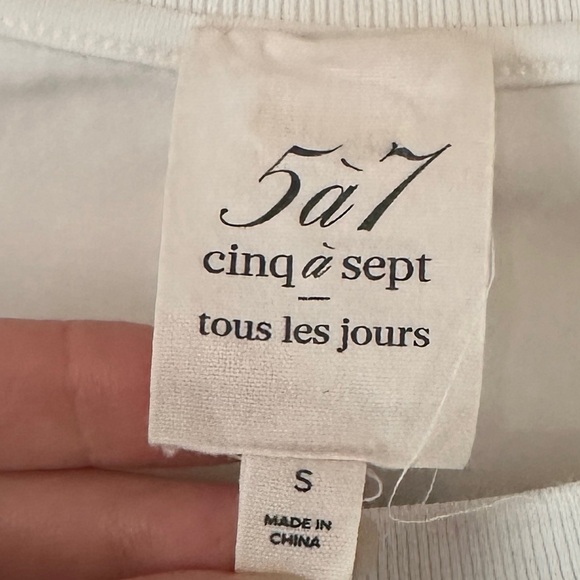 5à7
cinq à sept
tous les jours
S
MADE IN
CHINA